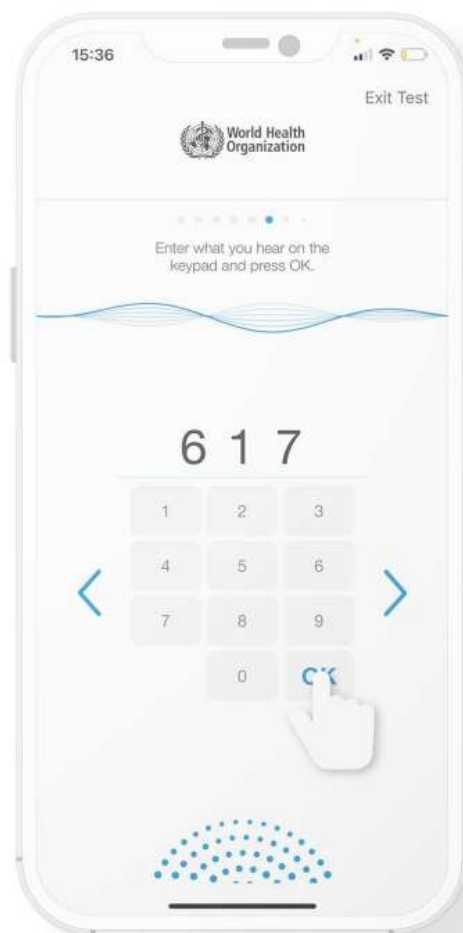 15:36
Exit Test
World Health
Organization
Enter what you hear on the
keypad and press OK.
6 1 7
1 2 3
4 5 6
7 8 9
0 OK